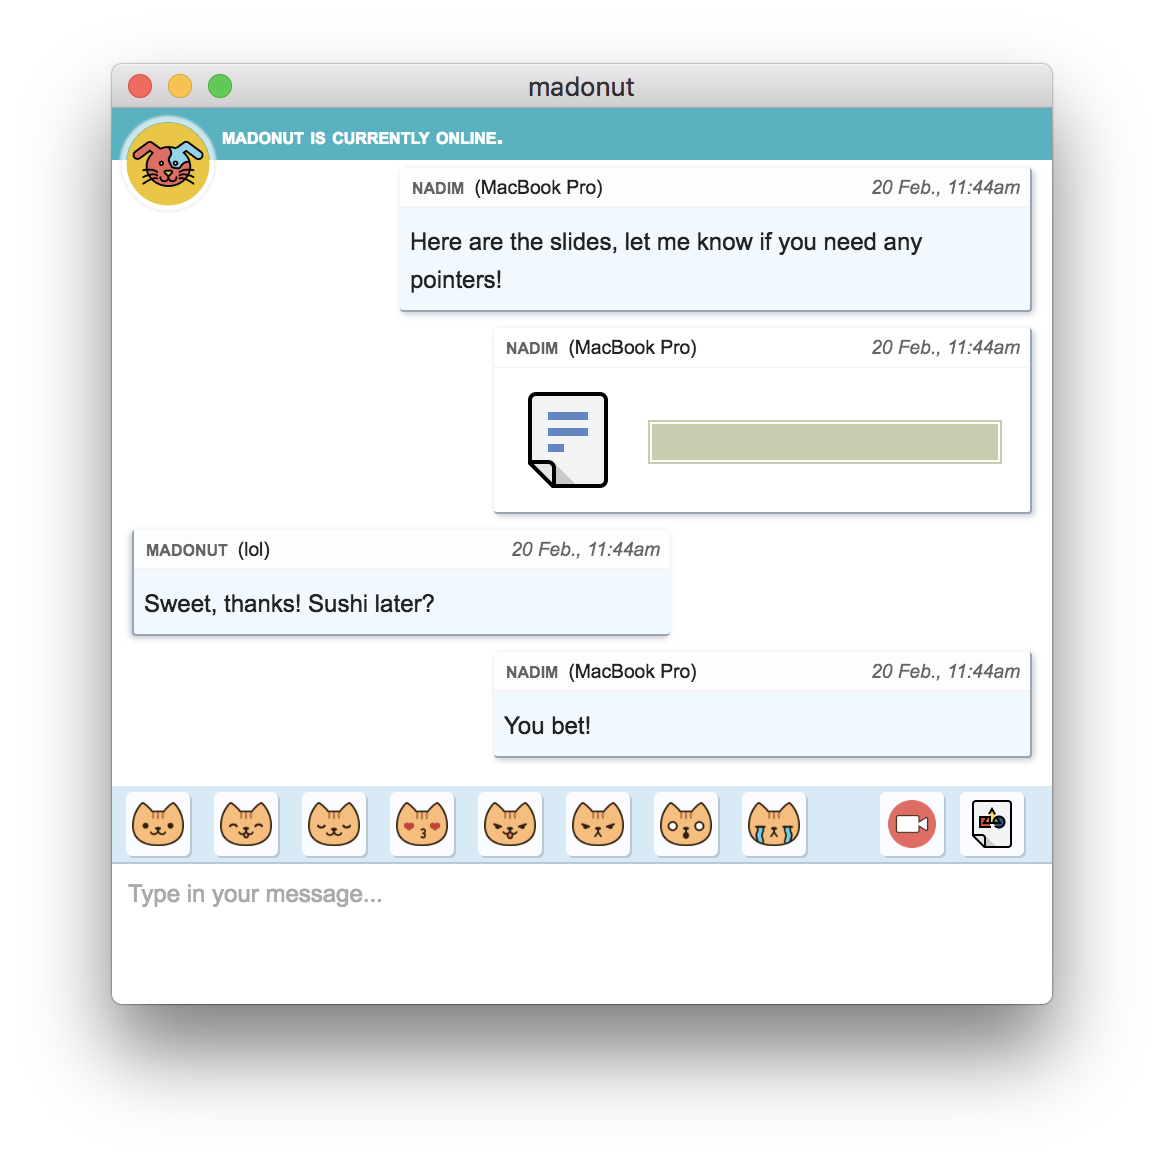 madonut
MADONUT IS CURRENTLY ONLINE.
NADIM (MacBook Pro) 20 Feb., 11:44am
Here are the slides, let me know if you need any
pointers!
NADIM (MacBook Pro) 20 Feb., 11:44am
MADONUT (lol) 20 Feb., 11:44am
Sweet, thanks! Sushi later?
NADIM (MacBook Pro) 20 Feb., 11:44am
You bet!
Type in your message...